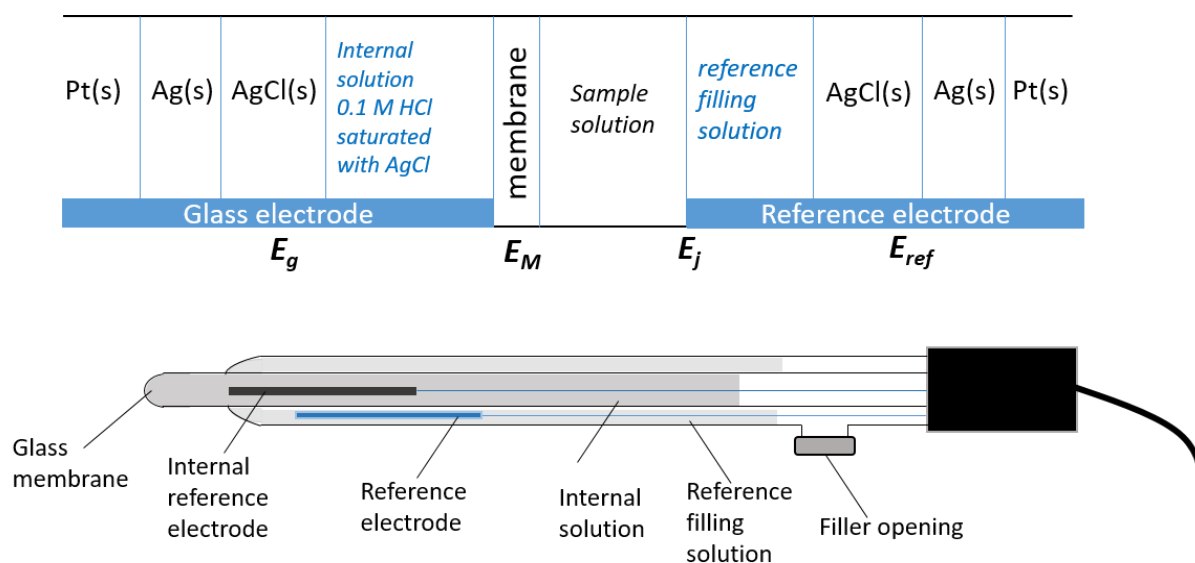 Pt(s)
Ag(s)
AgCl(s)
Internal
solution
0.1 M HCl
saturated
with AgCl
membrane
Sample
solution
reference
filling
solution
AgCl(s)
Ag(s)
Pt(s)
Glass electrode
Reference electrode
Eg
EM
Ej
Eref
Glass
membrane
Internal
reference
electrode
Reference
electrode
Internal
solution
Reference
filling
solution
Filler opening